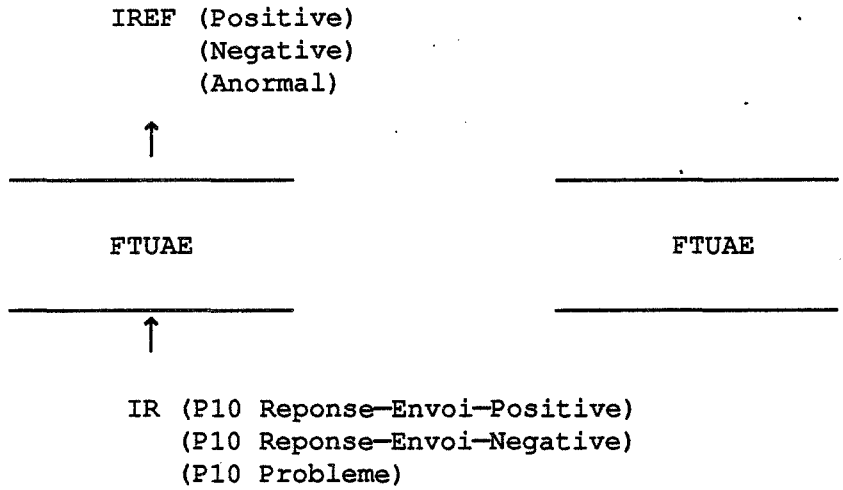 IREF (Positive)
(Negative)
(Anormal)
↑
FTUAE FTUAE
↑
IR (P10 Reponse-Envoi-Positive)
(P10 Reponse-Envoi-Negative)
(P10 Probleme)